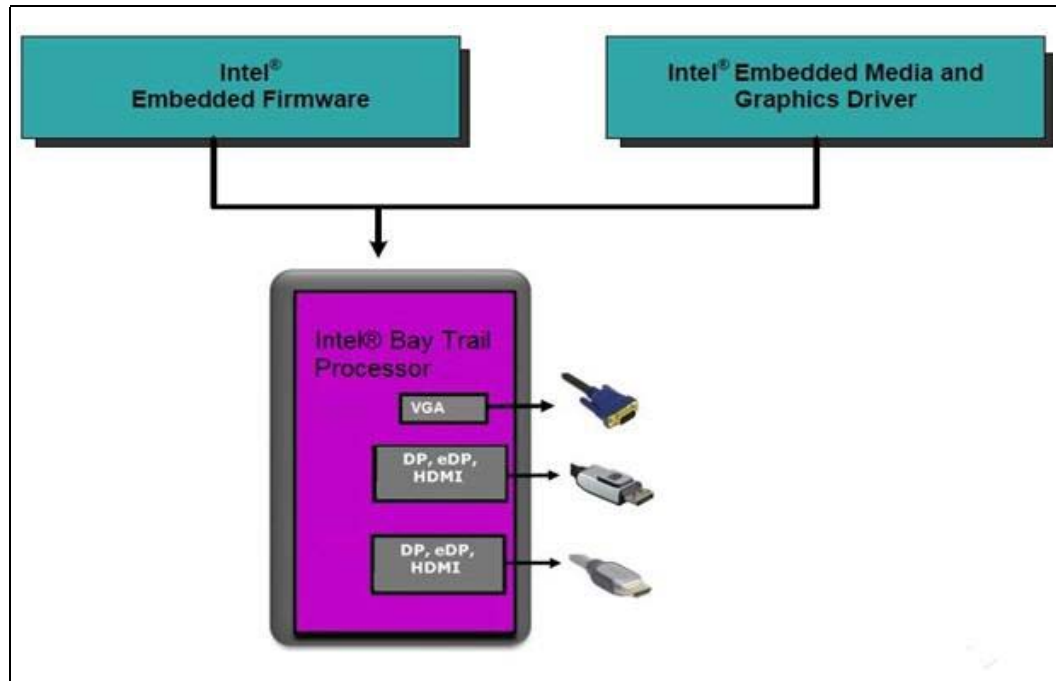 Intel®
Embedded Firmware
Intel® Embedded Media and
Graphics Driver
Intel® Bay Trail
Processor
VGA
DP, eDP,
HDMI
DP, eDP,
HDMI